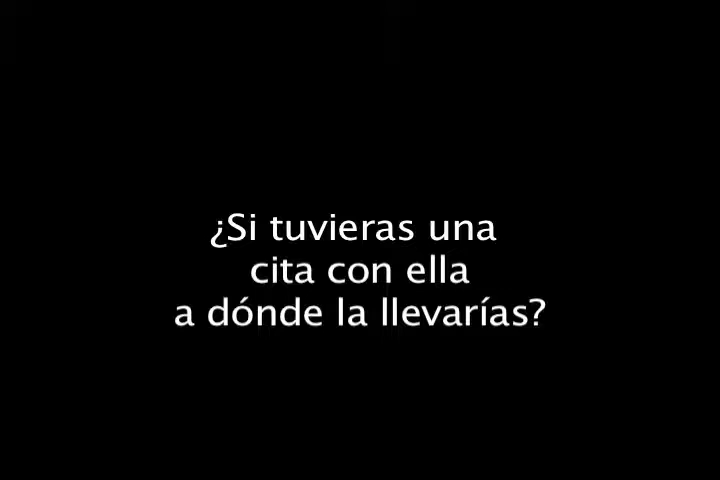 ¿Si tuvieras una
cita con ella
a dónde la llevarías?